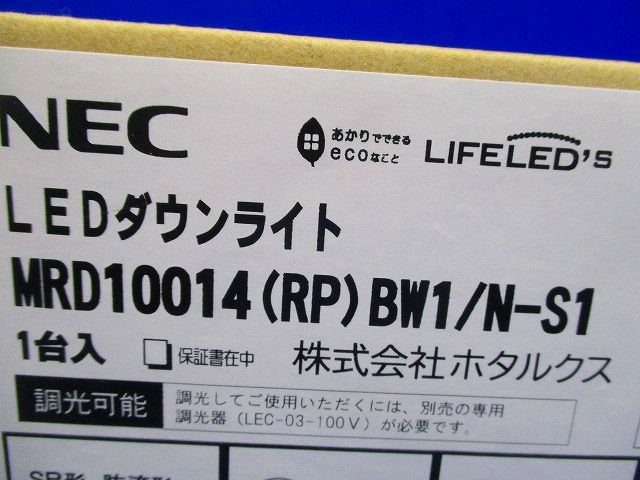 NEC
あかりでできる
ecoなこと
LIFELED'S
LEDダウンライト
MRD10014(RP)BW1/N-S1
1台入 保証書在中 株式会社ホタルクス
調光可能
調光してご使用いただくには、別売の専用
調光器(LEC-03-100V)が必要です。